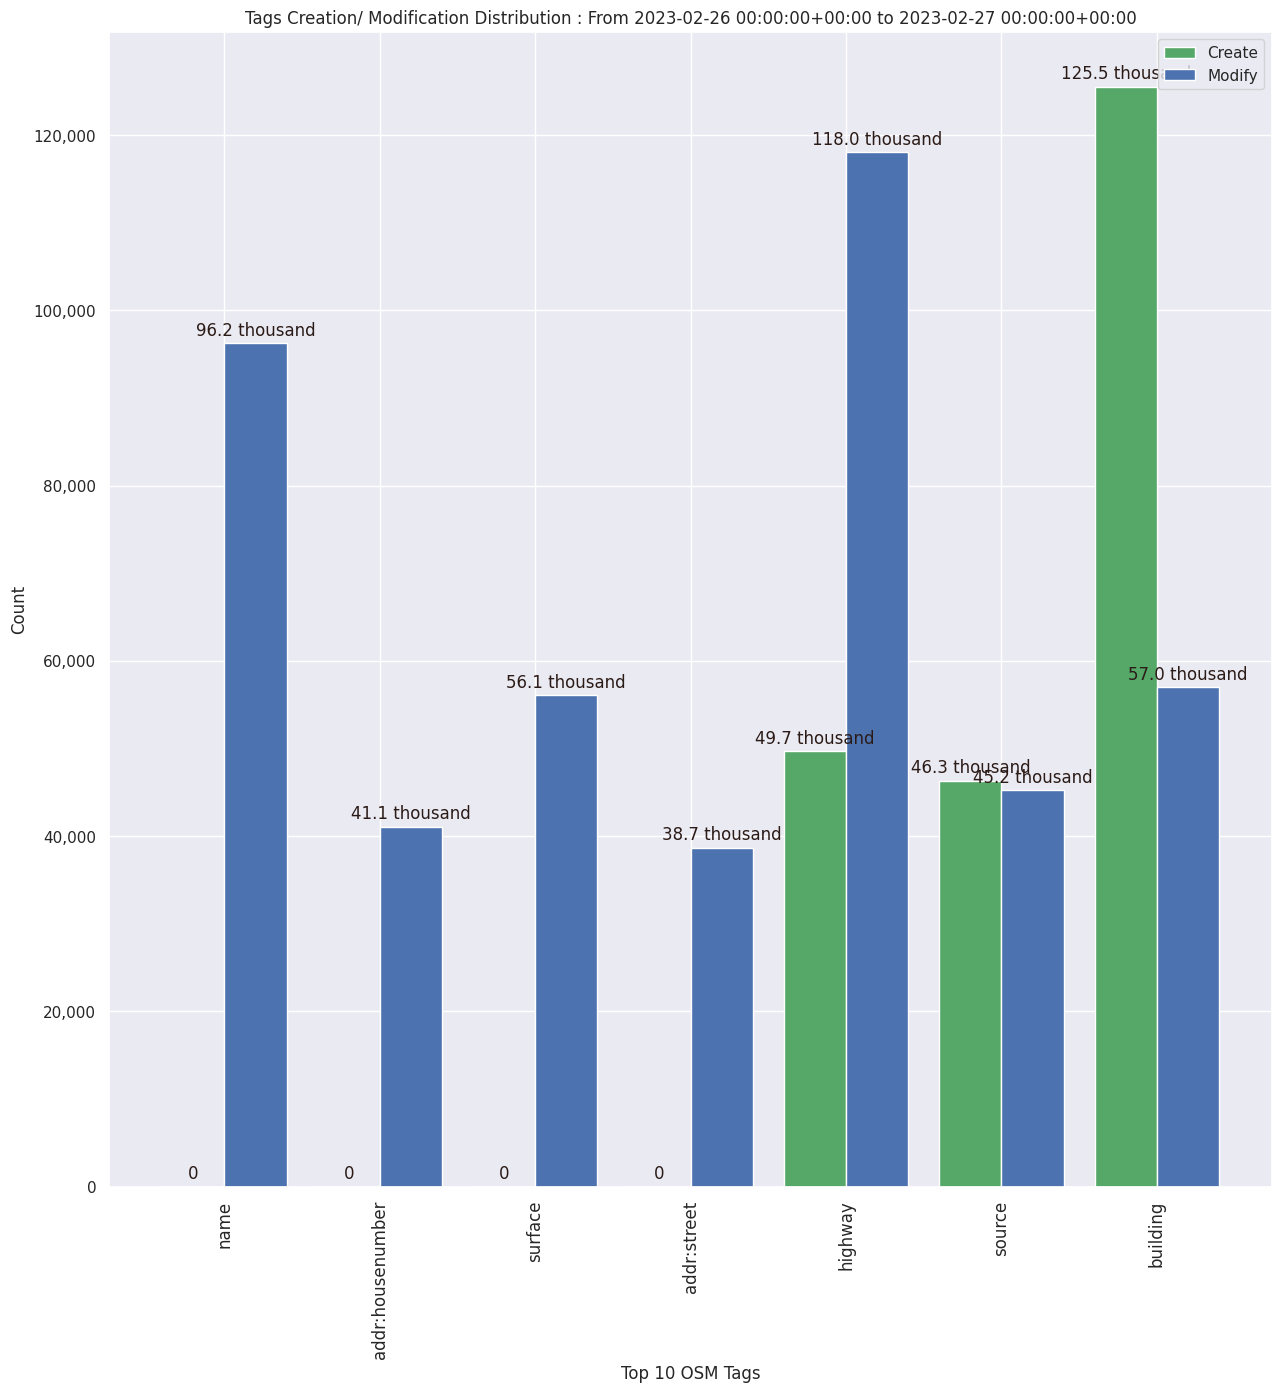 Tags Creation/ Modification Distribution : From 2023-02-26 00:00:00+00:00 to 2023-02-27 00:00:00+00:00
Create
Modify
125.5
118.0 thousand
96.2 thousand
57.0 thousand
56.1 thousand
49.7 thousand
46.3 thousand
45.2 thousand
41.1 thousand
38.7 thousand
0
0
0
0
120,000
100,000
80,000
60,000
40,000
20,000
0
Count
name
addr:housenumber
surface
addr:street
highway
source
building
Top 10 OSM Tags